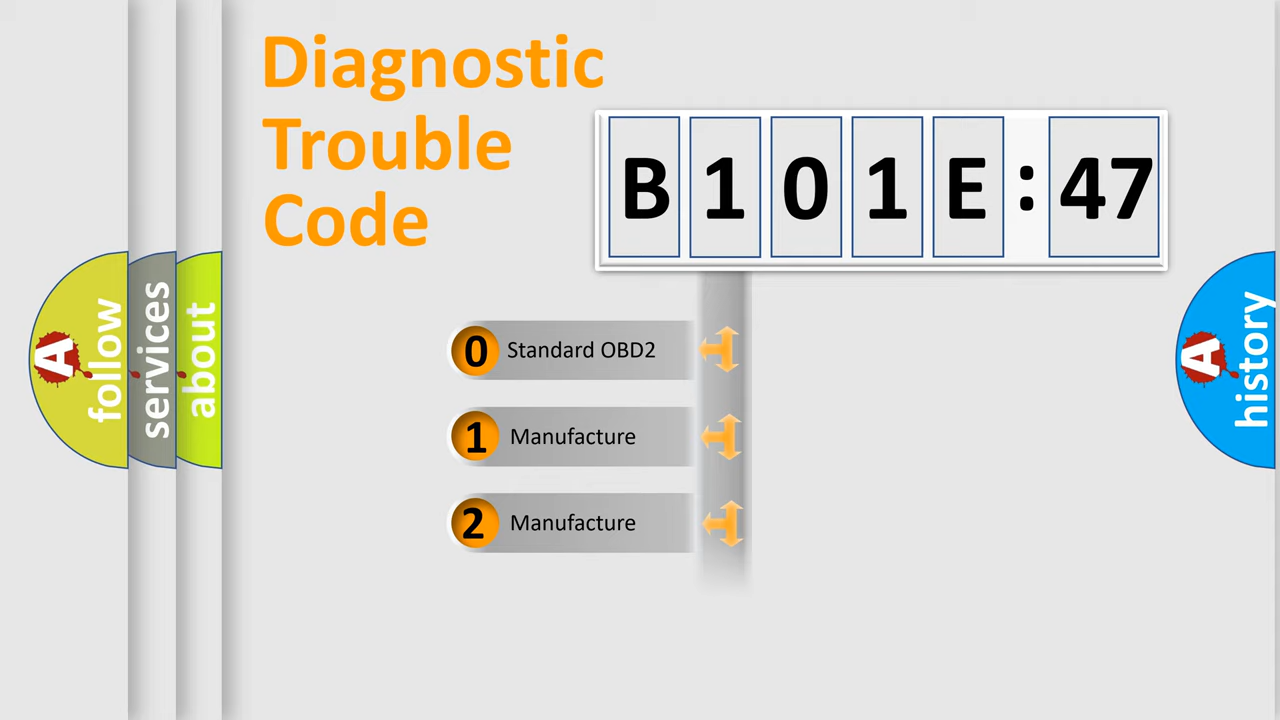 Diagnostic
Trouble
Code
B 1 0 1 E : 47
0 Standard OBD2
1 Manufacture
2 Manufacture
A follow
services
about
A history